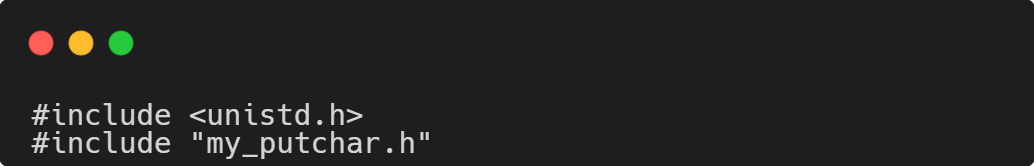 #include <unistd.h>
#include "my_putchar.h"